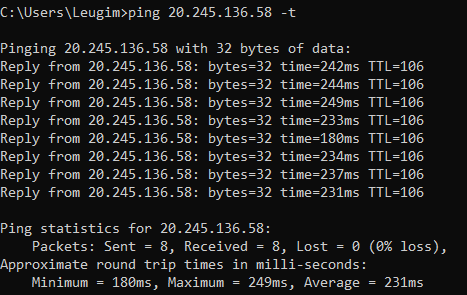 C:\Users\Leugim>ping 20.245.136.58 -t
Pinging 20.245.136.58 with 32 bytes of data:
Reply from 20.245.136.58: bytes=32 time=242ms TTL=106
Reply from 20.245.136.58: bytes=32 time=244ms TTL=106
Reply from 20.245.136.58: bytes=32 time=249ms TTL=106
Reply from 20.245.136.58: bytes=32 time=233ms TTL=106
Reply from 20.245.136.58: bytes=32 time=180ms TTL=106
Reply from 20.245.136.58: bytes=32 time=234ms TTL=106
Reply from 20.245.136.58: bytes=32 time=237ms TTL=106
Reply from 20.245.136.58: bytes=32 time=231ms TTL=106
Ping statistics for 20.245.136.58:
    Packets: Sent = 8, Received = 8, Lost = 0 (0% loss),
Approximate round trip times in milli-seconds:
    Minimum = 180ms, Maximum = 249ms, Average = 231ms